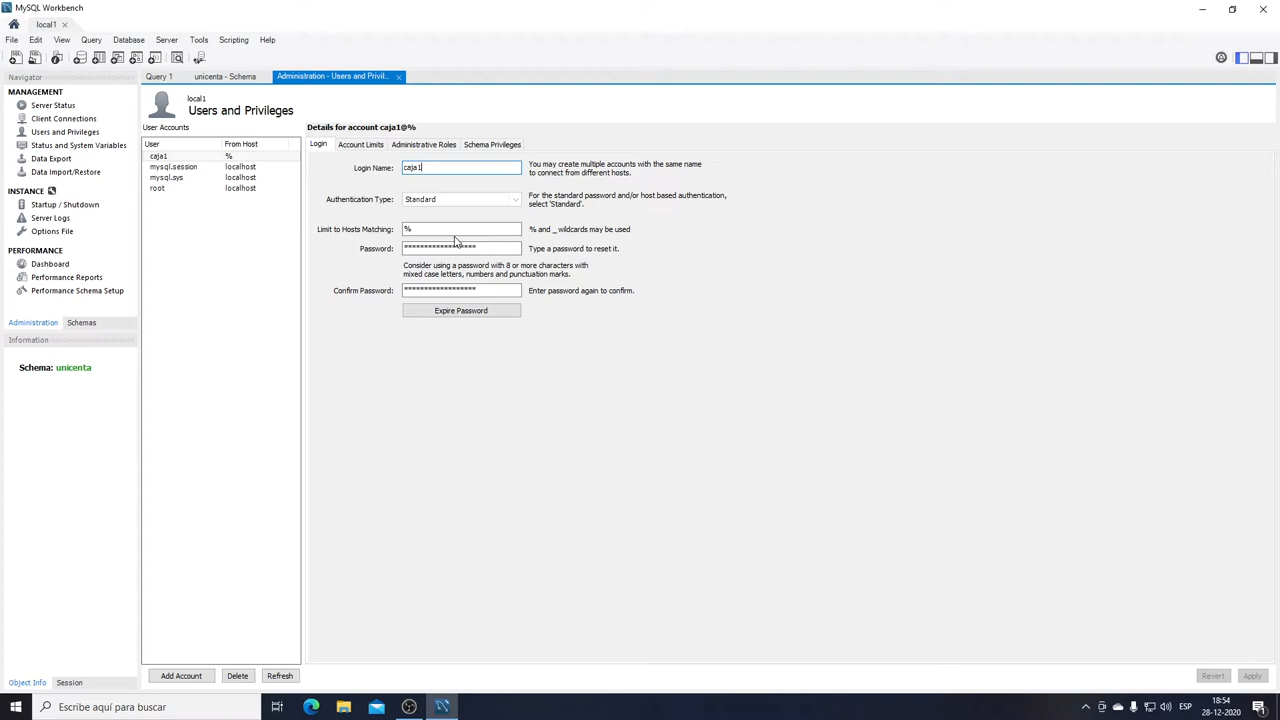 MySQL Workbench
local1
File Edit View Query Database Server Tools Scripting Help
Navigator
MANAGEMENT
Server Status
Client Connections
Users and Privileges
Status and System Variables
Data Export
Data Import/Restore
INSTANCE
Startup / Shutdown
Server Logs
Options File
PERFORMANCE
Dashboard
Performance Reports
Performance Schema Setup
Administration Schemas
Information
Schema: unicenta
Object Info Session
Query 1 unicenta - Schema Administration - Users and Privil...
local1
Users and Privileges
User Accounts
User From Host
caja1 %
mysql.session localhost
mysql.sys localhost
root localhost
Add Account Delete Refresh
Details for account caja1@%
Login Account Limits Administrative Roles Schema Privileges
Login Name: caja1 You may create multiple accounts with the same name
to connect from different hosts.
Authentication Type: Standard For the standard password and/or host based authentication,
select 'Standard'.
Limit to Hosts Matching: % % and _ wildcards may be used
Password: ****************** Type a password to reset it.
Consider using a password with 8 or more characters with
mixed case letters, numbers and punctuation marks.
Confirm Password: ****************** Enter password again to confirm.
Expire Password
Revert Apply
Escribe aquí para buscar
ESP
18:54
28-12-2020
1